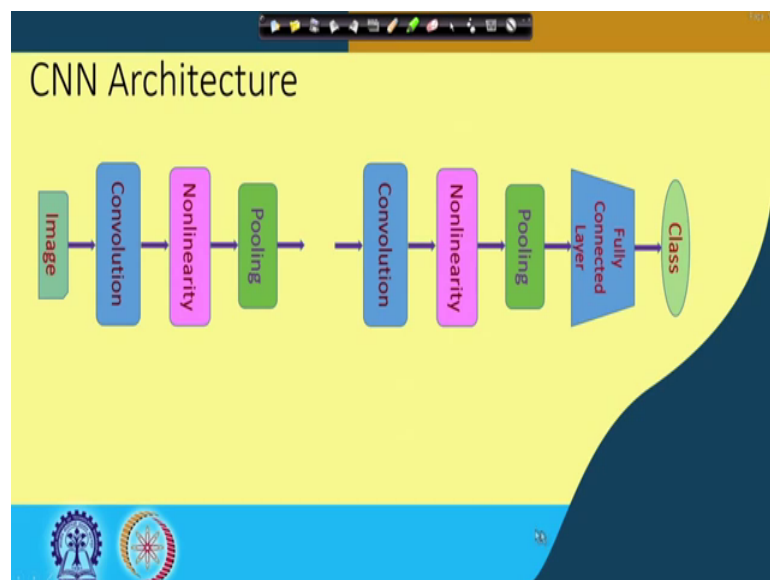 CNN Architecture
Image
Convolution
Nonlinearity
Pooling
Convolution
Nonlinearity
Pooling
Fully
Connected
Layer
Class